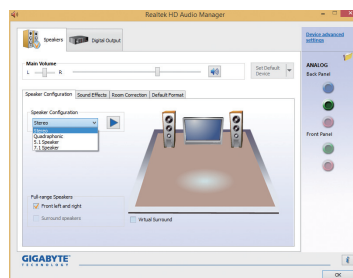 Realtek HD Audio Manager
Speakers
Digital Output
Device advanced settings
Main Volume
L
R
Set Default Device
ANALOG
Back Panel
Speaker Configuration
Sound Effects
Room Correction
Default Format
Speaker Configuration
Stereo
Stereo
Quadraphonic
5.1 Speaker
7.1 Speaker
Front Panel
Full-range Speakers
Front left and right
Surround speakers
Virtual Surround
GIGABYTE
TECHNOLOGY
OK